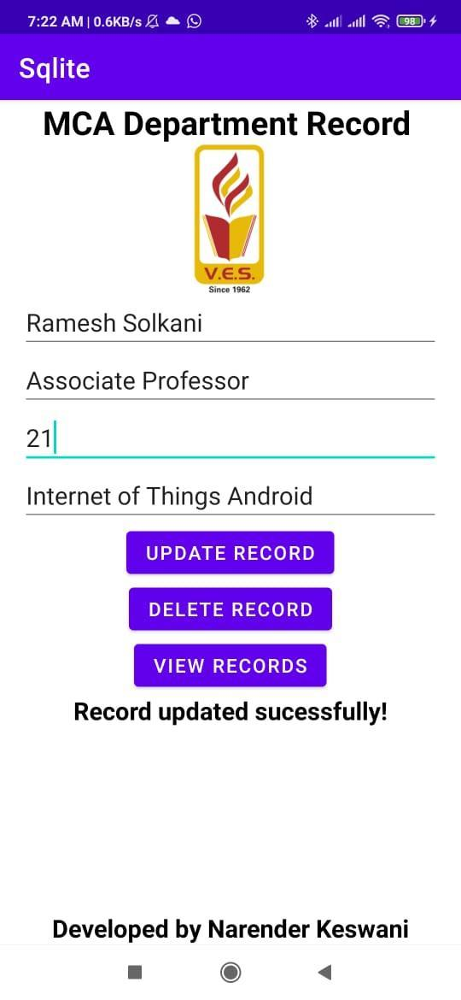 7:22 AM | 0.6KB/s
98
Sqlite
MCA Department Record
V.E.S.
Since 1962
Ramesh Solkani
Associate Professor
21
Internet of Things Android
UPDATE RECORD
DELETE RECORD
VIEW RECORDS
Record updated sucessfully!
Developed by Narender Keswani